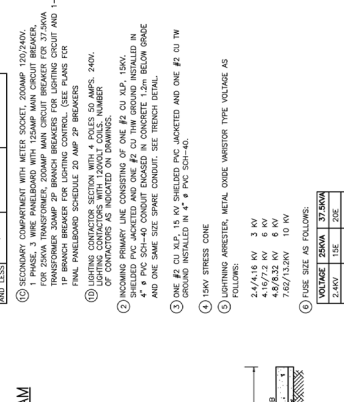 AND LESS
1C SECONDARY COMPARTMENT WITH METER SOCKET, 200AMP 120/240V.
1 PHASE, 3 WIRE PANELBOARD WITH 125AMP MAIN CIRCUIT BREAKER,
FOR 25KVA TRANSFORMER, 200AMP MAIN CIRCUIT BREAKER FOR 37.5KVA
TRANSFORMER 30AMP 2P BRANCH BREAKERS FOR LIGHTING CIRCUIT AND 1-
1P BRANCH BREAKER FOR LIGHTING CONTROL. (SEE PLANS FOR
FINAL PANELBOARD SCHEDULE 20 AMP 2P BREAKERS
1D LIGHTING CONTACTOR SECTION WITH 4 POLES 50 AMPS. 240V.
LIGHTING CONTACTORS WITH 120VOLT COILS. NUMBER
OF CONTACTORS AS INDICATED ON DRAWINGS.
2 INCOMING PRIMARY LINE CONSISTING OF ONE #2 CU XLP, 15KV.
SHIELDED PVC JACKETED AND ONE #2 CU THW GROUND INSTALLED IN
4" ø PVC SCH-40 CONDUIT ENCASED IN CONCRETE 1.2m BELOW GRADE
AND ONE SAME SIZE SPARE CONDUIT. SEE TRENCH DETAIL.
3 ONE #2 CU XLP, 15 KV SHIELDED PVC JACKETED AND ONE #2 CU TW
GROUND INSTALLED IN 4" ø PVC SCH-40.
4 15KV STRESS CONE
5 LIGHTNING ARRESTER, METAL OXIDE VARISTOR TYPE VOLTAGE AS
FOLLOWS:
2.4/4.16 KV 3 KV
4.16/7.2 KV 6 KV
4.8/8.32 KV 6 KV
7.62/13.2KV 10 KV
6 FUSE SIZE AS FOLLOWS:
VOLTAGE 25KVA 37.5KVA
2.4KV 15E 20E